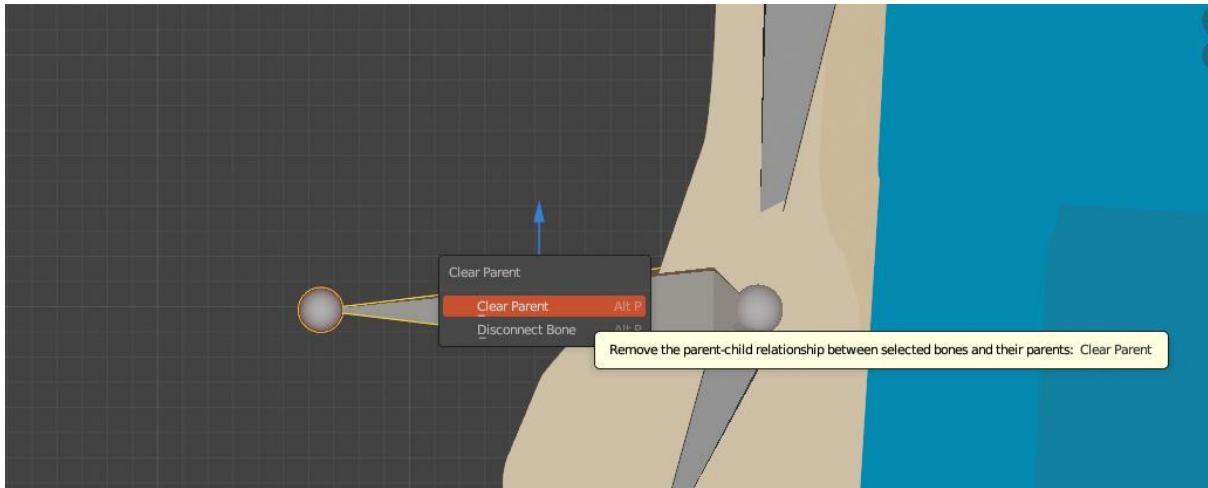 Clear Parent
Clear Parent Alt P
Disconnect Bone Alt P
Remove the parent-child relationship between selected bones and their parents: Clear Parent